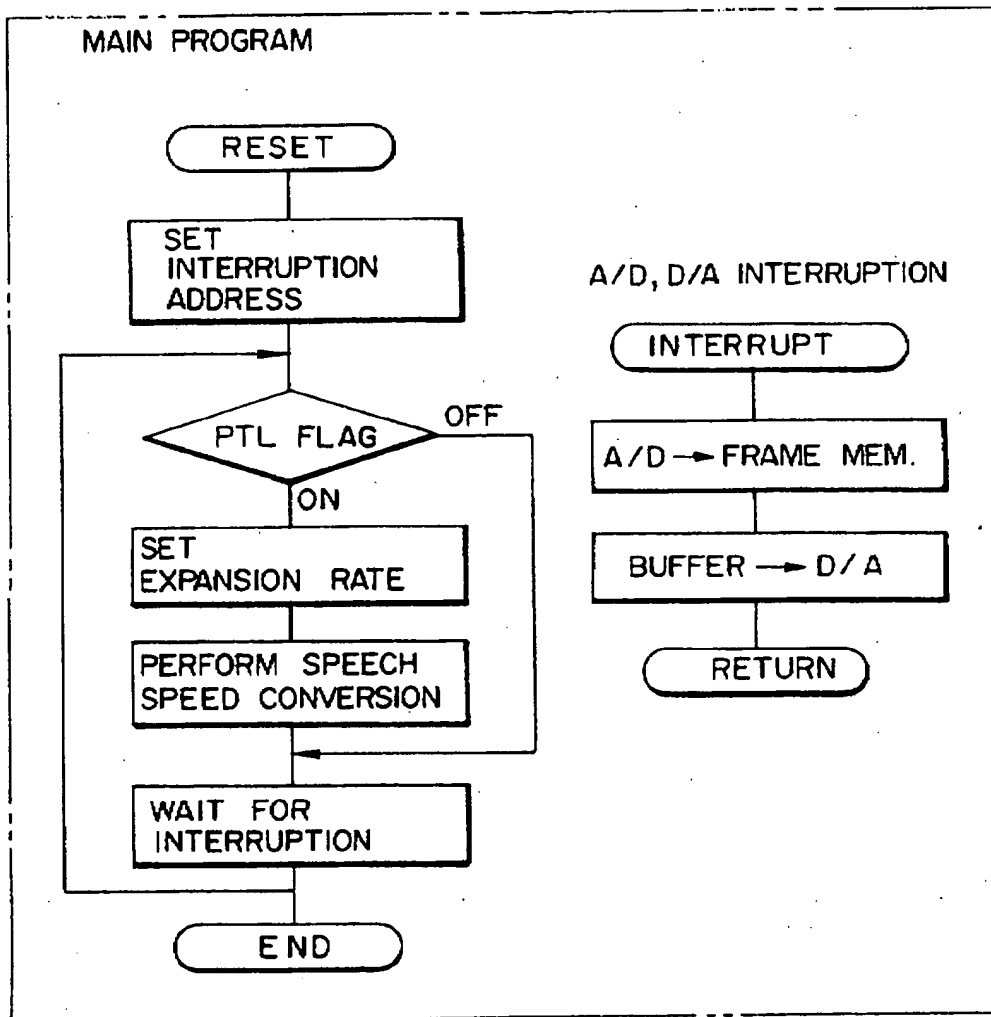 MAIN PROGRAM
RESET
SET
INTERRUPTION
ADDRESS
PTL FLAG
OFF
ON
SET
EXPANSION RATE
PERFORM SPEECH
SPEED CONVERSION
WAIT FOR
INTERRUPTION
END
A/D, D/A INTERRUPTION
INTERRUPT
A/D → FRAME MEM.
BUFFER → D/A
RETURN